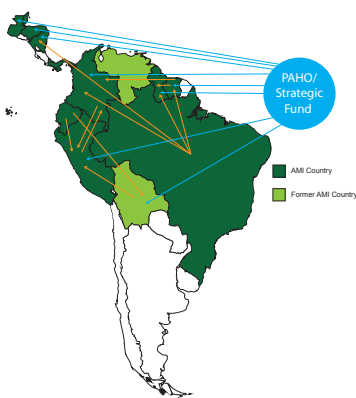 PAHO/
Strategic
Fund
AMI Country
Former AMI Country